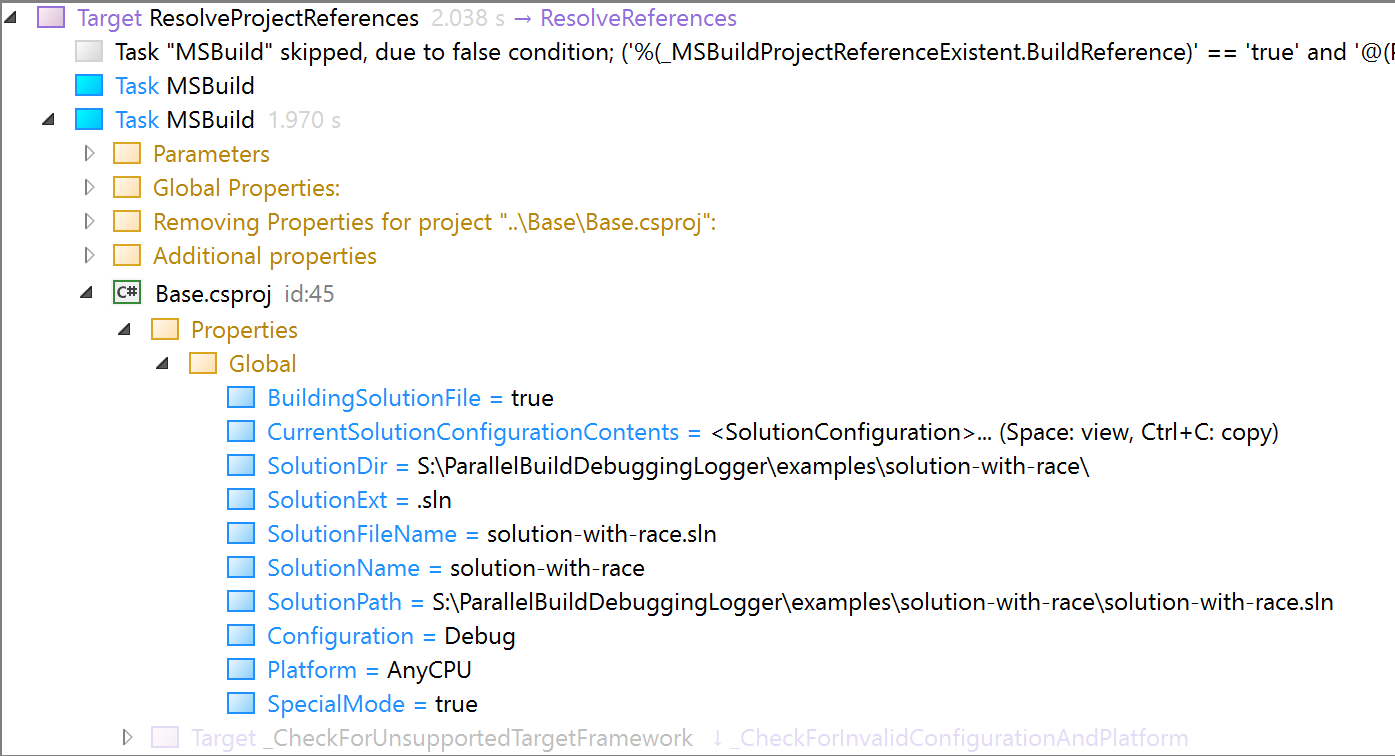 Target ResolveProjectReferences 2.038 s → ResolveReferences
Task "MSBuild" skipped, due to false condition; ('%(_MSBuildProjectReferenceExistent.BuildReference)' == 'true' and '@(
Task MSBuild
Task MSBuild 1.970 s
Parameters
Global Properties:
Removing Properties for project "..\Base\Base.csproj":
Additional properties
C# Base.csproj id:45
Properties
Global
BuildingSolutionFile = true
CurrentSolutionConfigurationContents = <SolutionConfiguration>... (Space: view, Ctrl+C: copy)
SolutionDir = S:\ParallelBuildDebuggingLogger\examples\solution-with-race\
SolutionExt = .sln
SolutionFileName = solution-with-race.sln
SolutionName = solution-with-race
SolutionPath = S:\ParallelBuildDebuggingLogger\examples\solution-with-race\solution-with-race.sln
Configuration = Debug
Platform = AnyCPU
SpecialMode = true
Target _CheckForUnsupportedTargetFramework ↓ _CheckForInvalidConfigurationAndPlatform